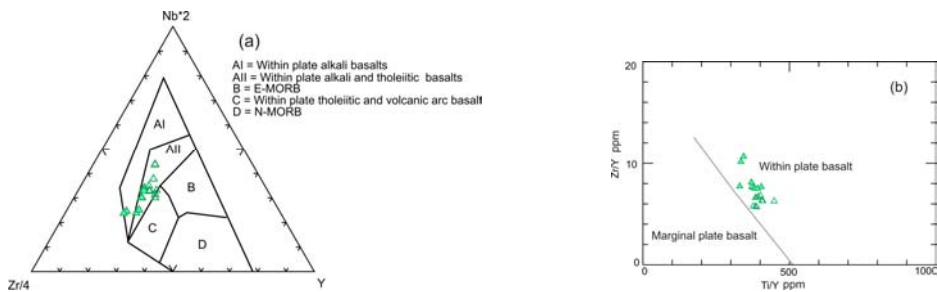 Nb*2
(a)
AI = Within plate alkali basalts
AII = Within plate alkali and tholeiitic basalts
B = E-MORB
C = Within plate tholeiitic and volcanic arc basalt
D = N-MORB
AI
AII
B
C
D
Zr/4
Y
20
(b)
Zr/Y ppm
Within plate basalt
10
Marginal plate basalt
0
0
500
1000
Ti/Y ppm